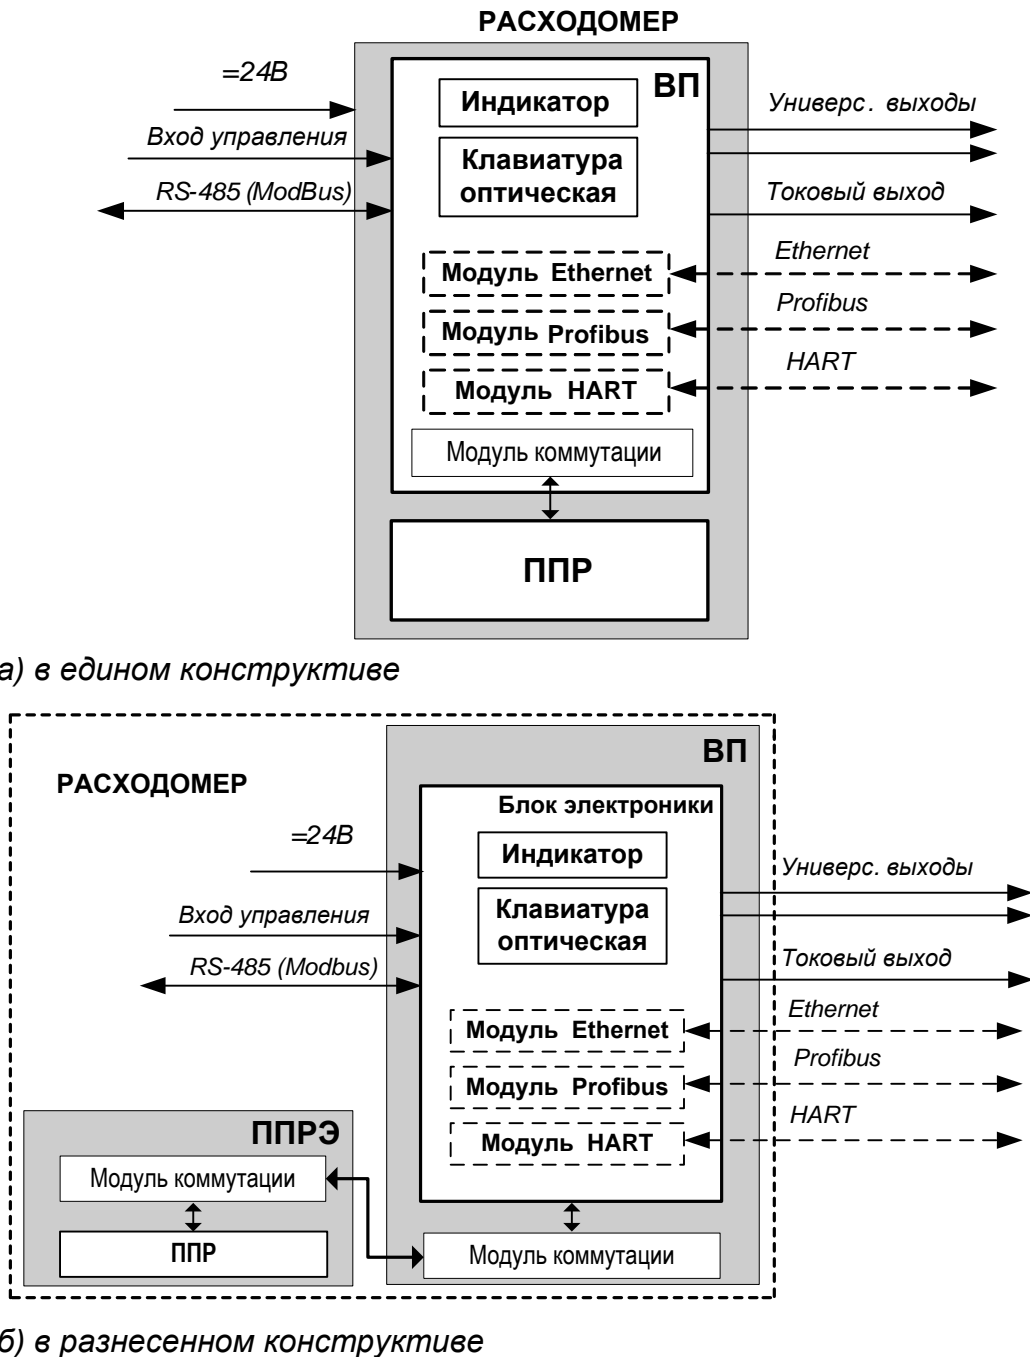 РАСХОДОМЕР
ВП
=24В
Индикатор
Универс. выходы
Вход управления
Клавиатура
оптическая
RS-485 (ModBus)
Токовый выход
Ethernet
Модуль Ethernet
Profibus
Модуль Profibus
HART
Модуль HART
Модуль коммутации
ППР
а) в едином конструктиве
ВП
РАСХОДОМЕР
Блок электроники
=24В
Индикатор
Универс. выходы
Клавиатура
оптическая
Вход управления
RS-485 (Modbus)
Токовый выход
Ethernet
Модуль Ethernet
Profibus
Модуль Profibus
HART
Модуль HART
ППРЭ
Модуль коммутации
ППР
Модуль коммутации
б) в разнесенном конструктиве